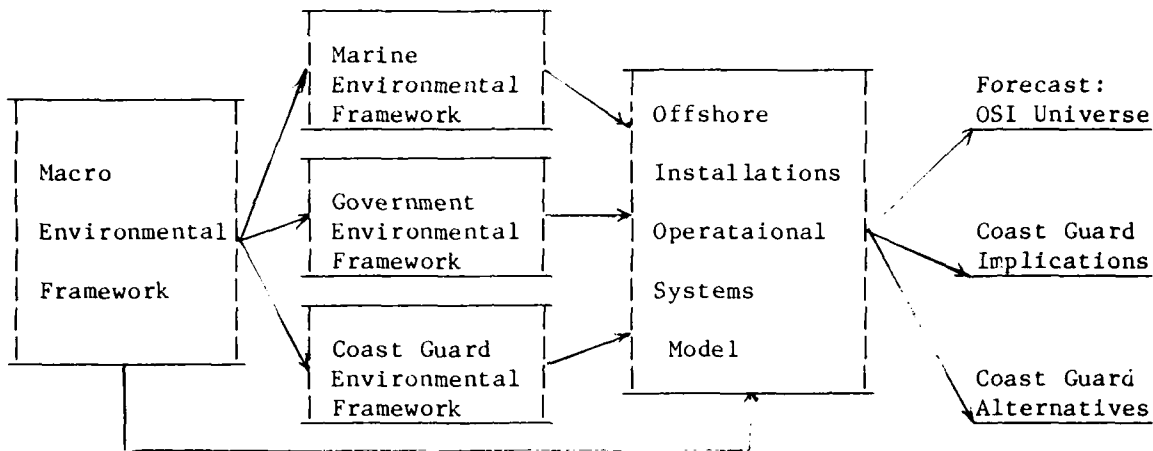 Macro
Environmental
Framework
Marine
Environmental
Framework
Government
Environmental
Framework
Coast Guard
Environmental
Framework
Offshore
Installations
Operataional
Systems
Model
Forecast:
OSI Universe
Coast Guard
Implications
Coast Guard
Alternatives